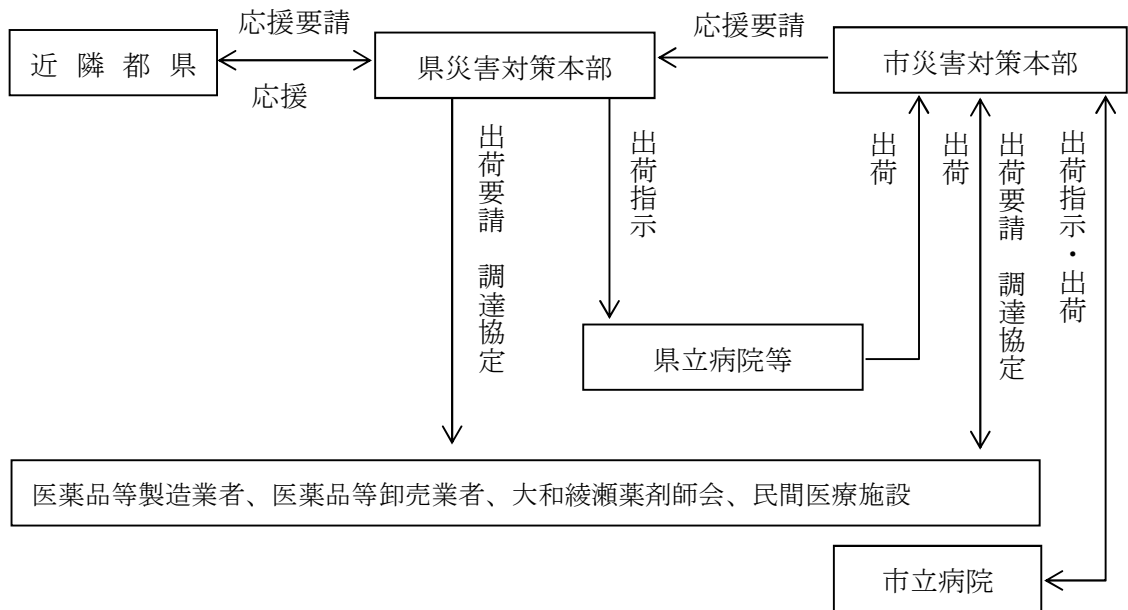 応援要請
応援要請
近隣都県
県災害対策本部
市災害対策本部
応援
出荷要請　調達協定
出荷指示
出荷
出荷
出荷要請　調達協定
出荷指示・出荷
県立病院等
医薬品等製造業者、医薬品等卸売業者、大和綾瀬薬剤師会、民間医療施設
市立病院